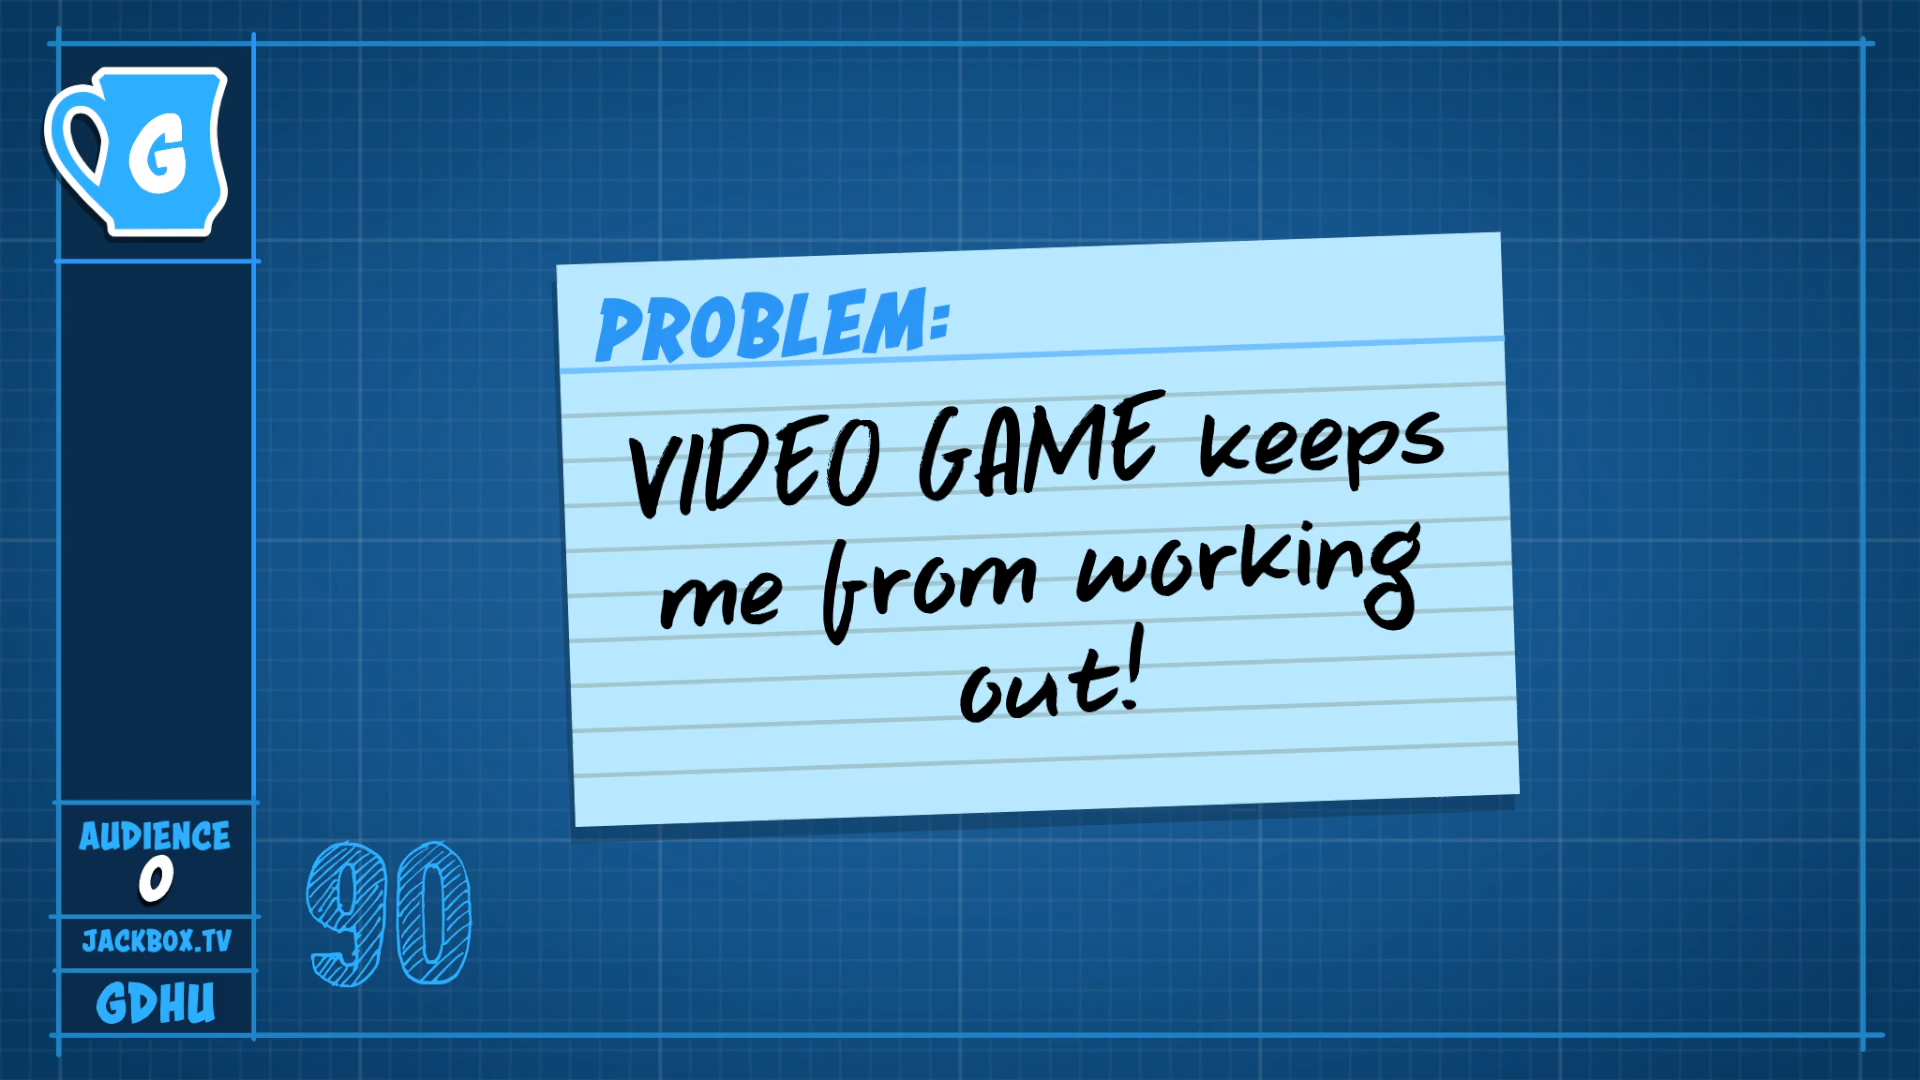 G
PROBLEM:
VIDEO GAME keeps
me from working
out!
AUDIENCE
0
JACKBOX.TV
GDHU
90